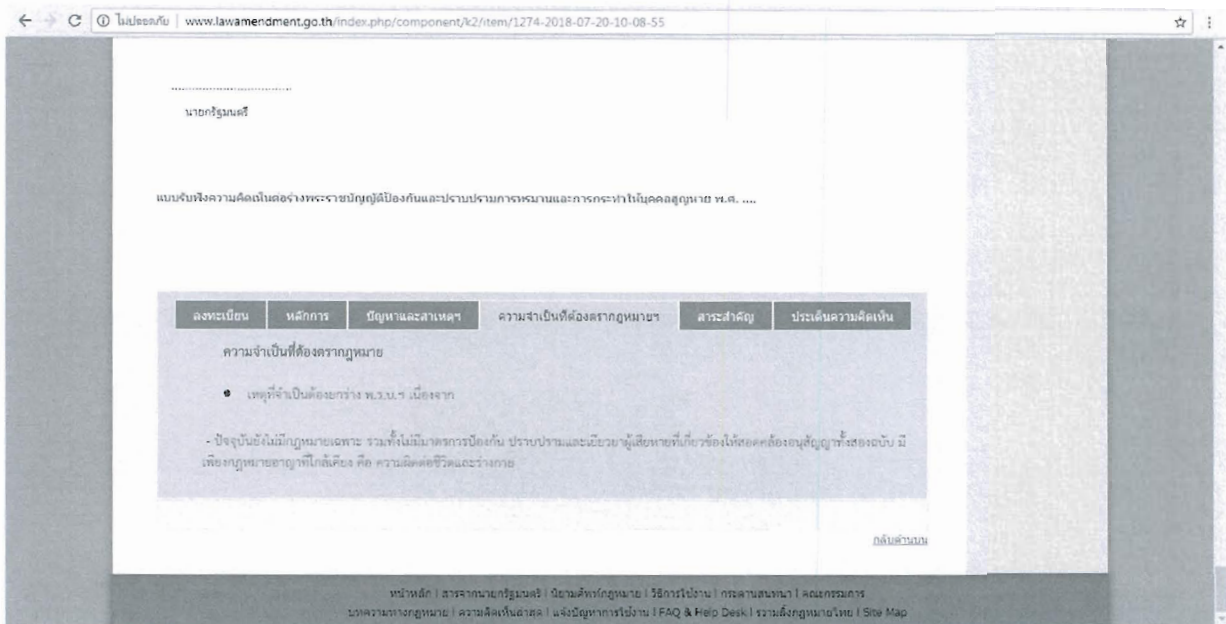 ไม่ปลอดภัย | www.lawamendment.go.th/index.php/component/k2/item/1274-2018-07-20-10-08-55
..................................
นายกรัฐมนตรี
แบบรับฟังความคิดเห็นต่อร่างพระราชบัญญัติป้องกันและปราบปรามการทรมานและการกระทำให้บุคคลสูญหาย พ.ศ. ....
ลงทะเบียน หลักการ ปัญหาและสาเหตุฯ ความจำเป็นที่ต้องตรากฎหมายฯ สาระสำคัญ ประเด็นความคิดเห็น
ความจำเป็นที่ต้องตรากฎหมาย
• เหตุที่จำเป็นต้องยกร่าง พ.ร.บ.ฯ เนื่องจาก
- ปัจจุบันยังไม่มีกฎหมายเฉพาะ รวมทั้งไม่มีมาตรการป้องกัน ปราบปรามและเยียวยาผู้เสียหายที่เกี่ยวข้องให้สอดคล้องอนุสัญญาทั้งสองฉบับ มี
เพียงกฎหมายอาญาที่ใกล้เคียง คือ ความผิดต่อชีวิตและร่างกาย
กลับด้านบน
หน้าหลัก | สารจากนายกรัฐมนตรี | นิยามศัพท์กฎหมาย | วิธีการใช้งาน | กระดานสนทนา | คณะกรรมการ
บทความทางกฎหมาย | ความคิดเห็นล่าสุด | แจ้งปัญหาการใช้งาน | FAQ & Help Desk | รวมลิ้งกฎหมายไทย | Site Map